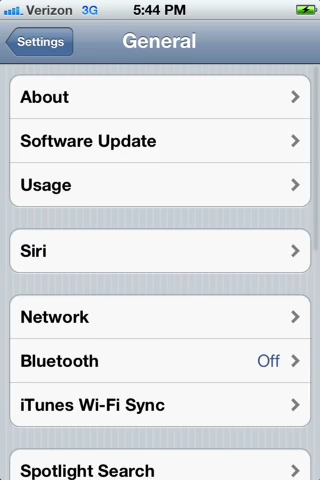 Verizon 3G 5:44 PM
Settings General
About
Software Update
Usage
Siri
Network
Bluetooth Off
iTunes Wi-Fi Sync
Spotlight Search